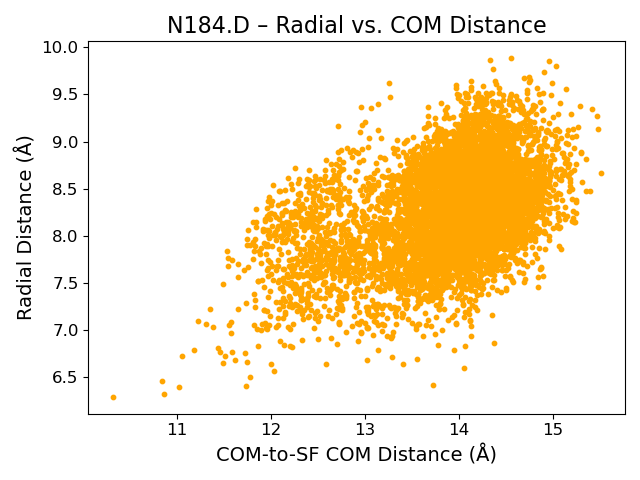 N184.D – Radial vs. COM Distance
Radial Distance (Å)
10.0
9.5
9.0
8.5
8.0
7.5
7.0
6.5
11 12 13 14 15
COM-to-SF COM Distance (Å)